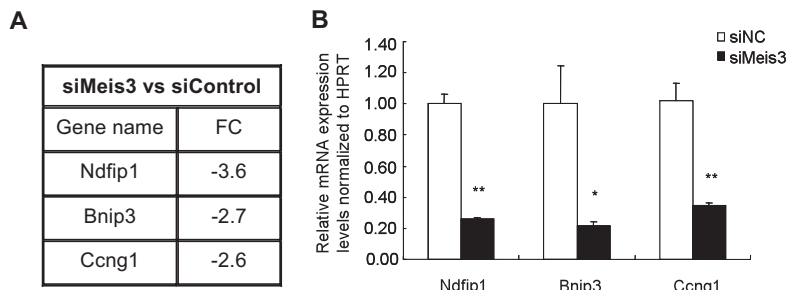 A
siMeis3 vs siControl
Gene name FC
Ndfip1 -3.6
Bnip3 -2.7
Ccng1 -2.6
B
Relative mRNA expression
levels normalized to HPRT
1.40
1.20
1.00
0.80
0.60
0.40
0.20
0.00
siNC
siMeis3
**
*
**
Ndfip1 Bnip3 Ccng1